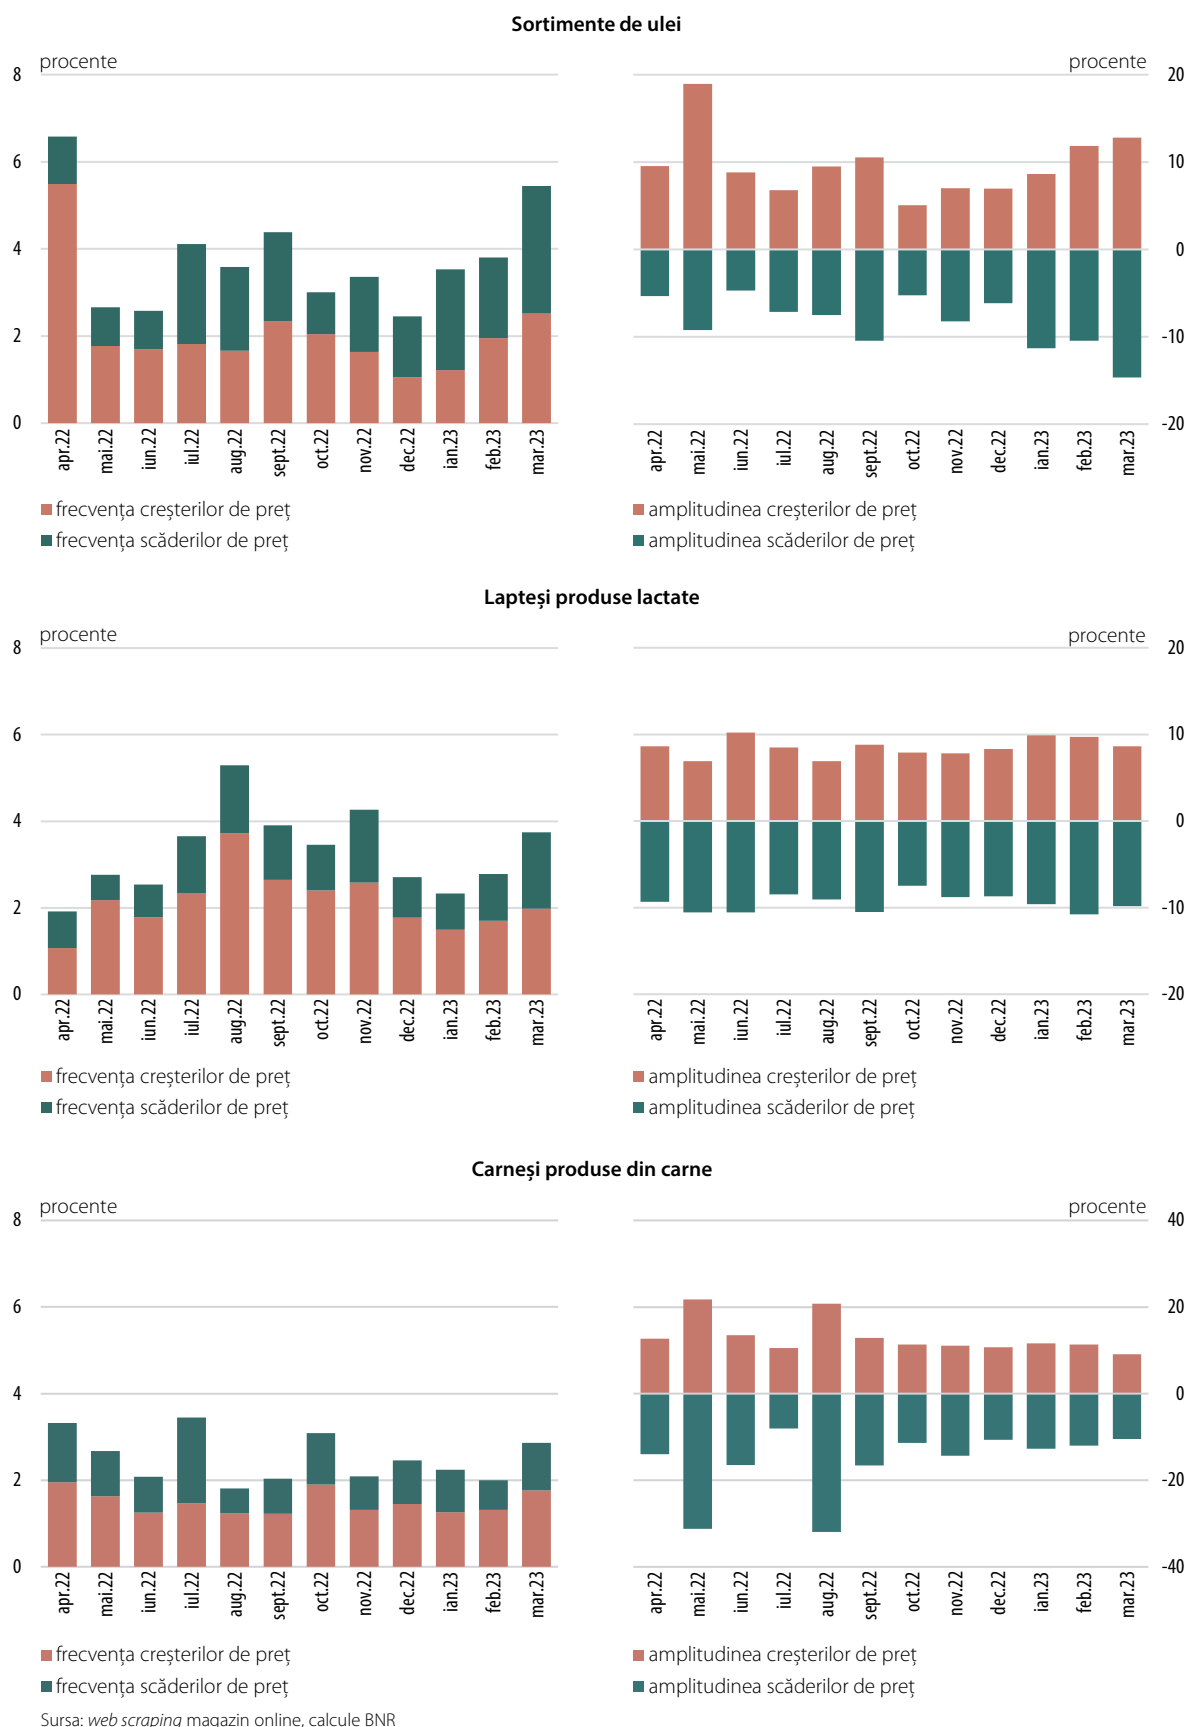 Sortimente de ulei
procente
8
6
4
2
0
apr.22 mai.22 iun.22 iul.22 aug.22 sept.22 oct.22 nov.22 dec.22 ian.23 feb.23 mar.23
frecvența creșterilor de preț
frecvența scăderilor de preț
procente
20
10
0
-10
-20
apr.22 mai.22 iun.22 iul.22 aug.22 sept.22 oct.22 nov.22 dec.22 ian.23 feb.23 mar.23
amplitudinea creșterilor de preț
amplitudinea scăderilor de preț
Lapteși produse lactate
procente
8
6
4
2
0
apr.22 mai.22 iun.22 iul.22 aug.22 sept.22 oct.22 nov.22 dec.22 ian.23 feb.23 mar.23
frecvența creșterilor de preț
frecvența scăderilor de preț
procente
20
10
0
-10
-20
apr.22 mai.22 iun.22 iul.22 aug.22 sept.22 oct.22 nov.22 dec.22 ian.23 feb.23 mar.23
amplitudinea creșterilor de preț
amplitudinea scăderilor de preț
Carneși produse din carne
procente
8
6
4
2
0
apr.22 mai.22 iun.22 iul.22 aug.22 sept.22 oct.22 nov.22 dec.22 ian.23 feb.23 mar.23
frecvența creșterilor de preț
frecvența scăderilor de preț
procente
40
20
0
-20
-40
apr.22 mai.22 iun.22 iul.22 aug.22 sept.22 oct.22 nov.22 dec.22 ian.23 feb.23 mar.23
amplitudinea creșterilor de preț
amplitudinea scăderilor de preț
Sursa: web scraping magazin online, calcule BNR